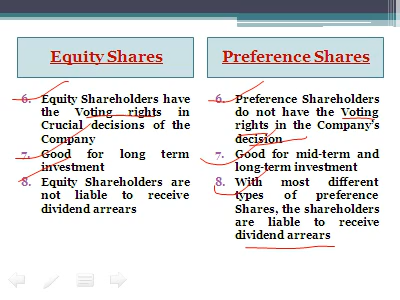 Equity Shares
6. Equity Shareholders have
the Voting rights in
Crucial decisions of the
Company
7. Good for long term
investment
8. Equity Shareholders are
not liable to receive
dividend arrears
Preference Shares
6. Preference Shareholders
do not have the Voting
rights in the Company's
decision
7. Good for mid-term and
long-term investment
8. With most different
types of preference
Shares, the shareholders
are liable to receive
dividend arrears